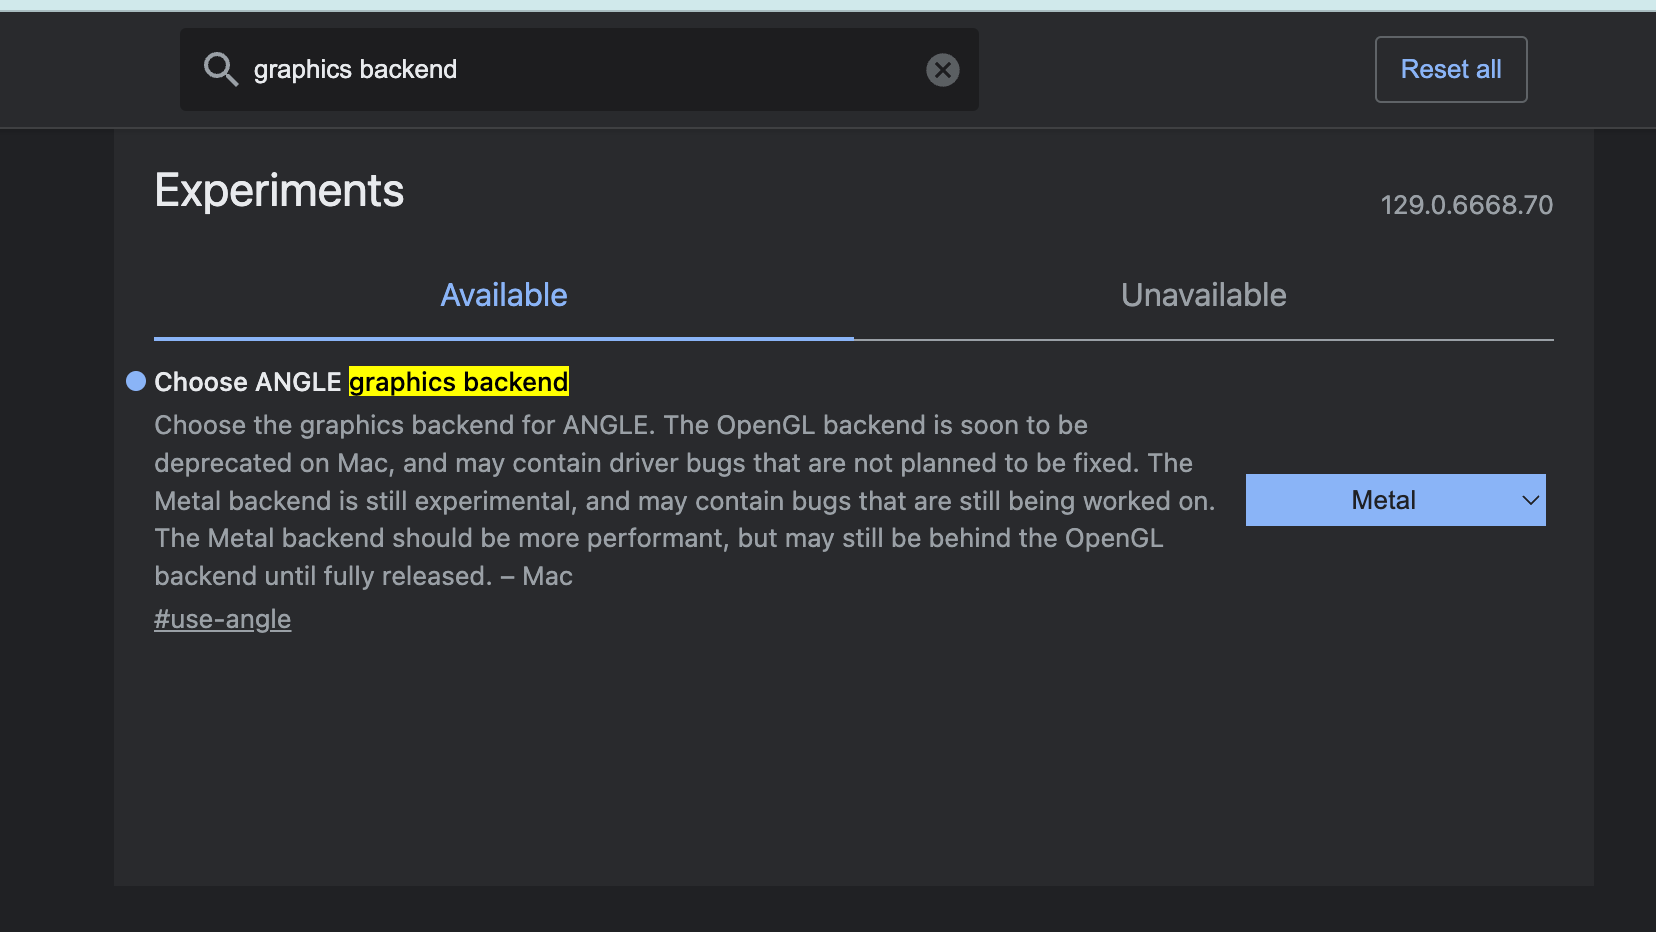 graphics backend
Reset all
Experiments
129.0.6668.70
Available
Unavailable
Choose ANGLE graphics backend
Choose the graphics backend for ANGLE. The OpenGL backend is soon to be
deprecated on Mac, and may contain driver bugs that are not planned to be fixed. The
Metal backend is still experimental, and may contain bugs that are still being worked on.
The Metal backend should be more performant, but may still be behind the OpenGL
backend until fully released. – Mac
#use-angle
Metal